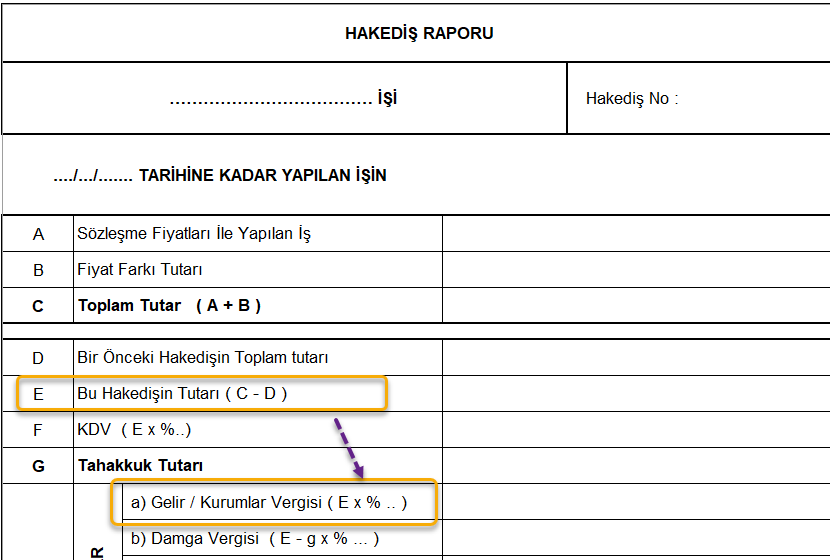 HAKEDİŞ RAPORU
.................................... İŞİ
Hakediş No :
..../.../....... TARİHİNE KADAR YAPILAN İŞİN
A Sözleşme Fiyatları İle Yapılan İş
B Fiyat Farkı Tutarı
C Toplam Tutar ( A + B )
D Bir Önceki Hakedişin Toplam tutarı
E Bu Hakedişin Tutarı ( C - D )
F KDV ( E x %..)
G Tahakkuk Tutarı
a) Gelir / Kurumlar Vergisi ( E x % .. )
b) Damga Vergisi ( E - g x % ... )
R